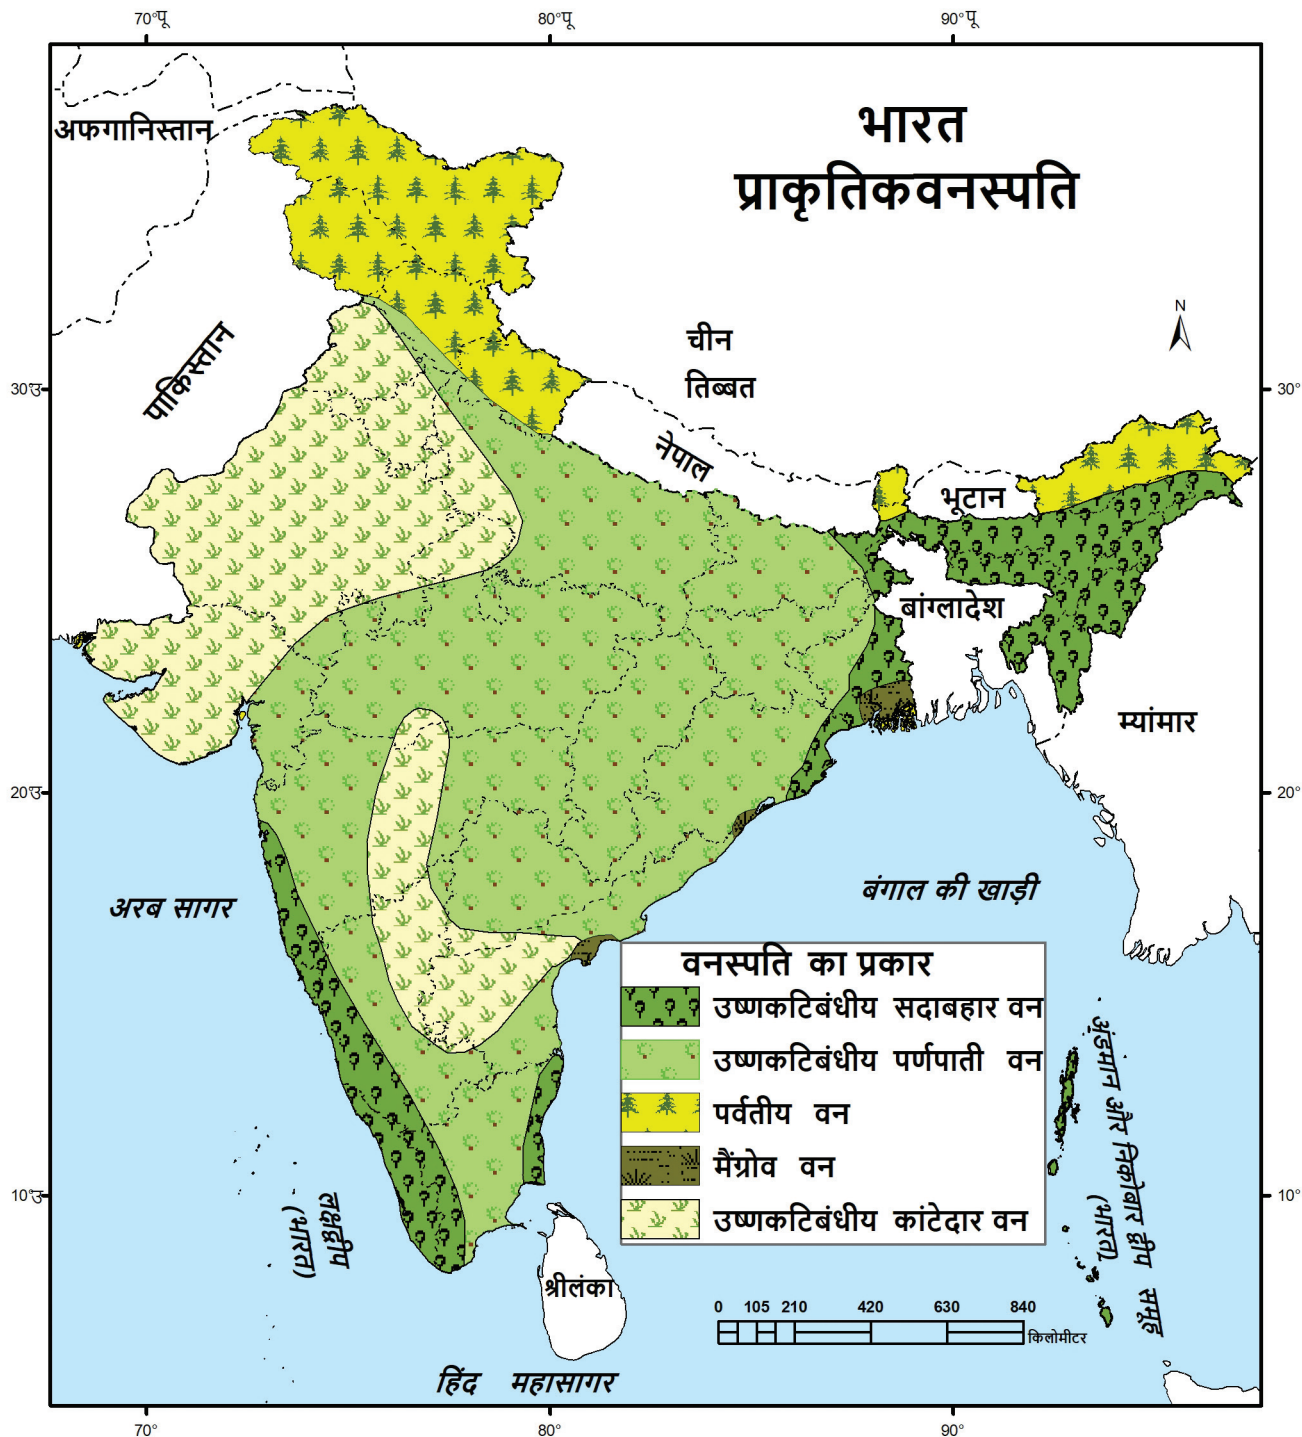 70°पू 80°पू 90°पू
भारत
प्राकृतिकवनस्पति
अफगानिस्तान
N
पाकिस्तान
चीन
तिब्बत
30°उ 30°
नेपाल
भूटान
बांग्लादेश
म्यांमार
20°उ 20°
अरब सागर
बंगाल की खाड़ी
वनस्पति का प्रकार
उष्णकटिबंधीय सदाबहार वन
उष्णकटिबंधीय पर्णपाती वन
पर्वतीय वन
मैंग्रोव वन
उष्णकटिबंधीय कांटेदार वन
अंडमान और निकोबार द्वीप समूह
(भारत)
10°उ 10°
लक्षद्वीप
(भारत)
श्रीलंका
0 105 210 420 630 840
किलोमीटर
हिंद महासागर
70° 80° 90°